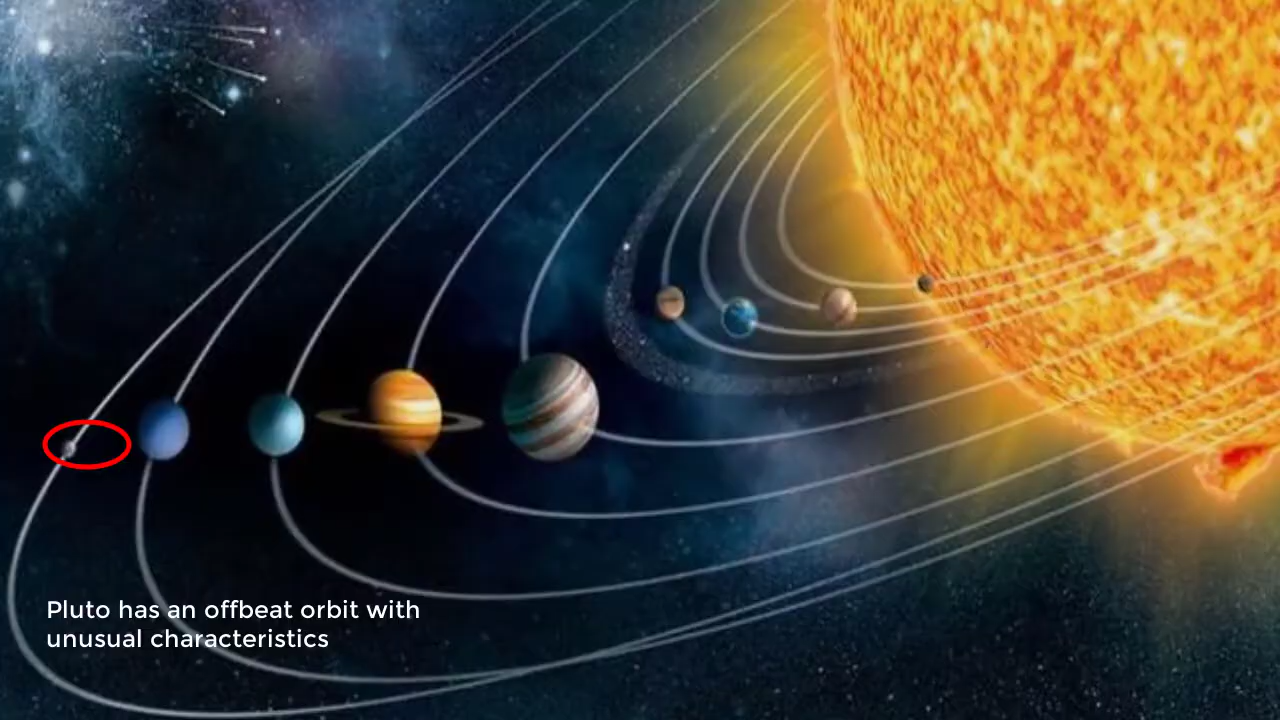 Pluto has an offbeat orbit with
unusual characteristics